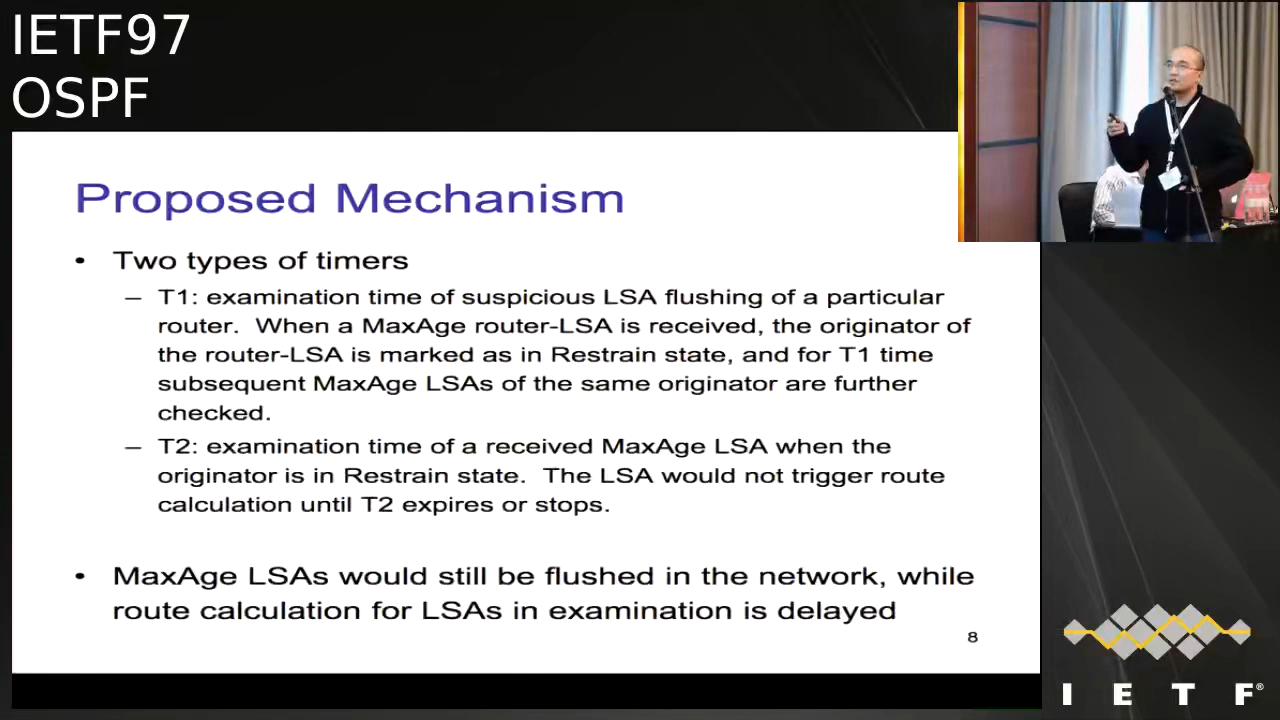 IETF97
OSPF
Proposed Mechanism
• Two types of timers
– T1: examination time of suspicious LSA flushing of a particular
router. When a MaxAge router-LSA is received, the originator of
the router-LSA is marked as in Restrain state, and for T1 time
subsequent MaxAge LSAs of the same originator are further
checked.
– T2: examination time of a received MaxAge LSA when the
originator is in Restrain state. The LSA would not trigger route
calculation until T2 expires or stops.
• MaxAge LSAs would still be flushed in the network, while
route calculation for LSAs in examination is delayed
8
I E T F®